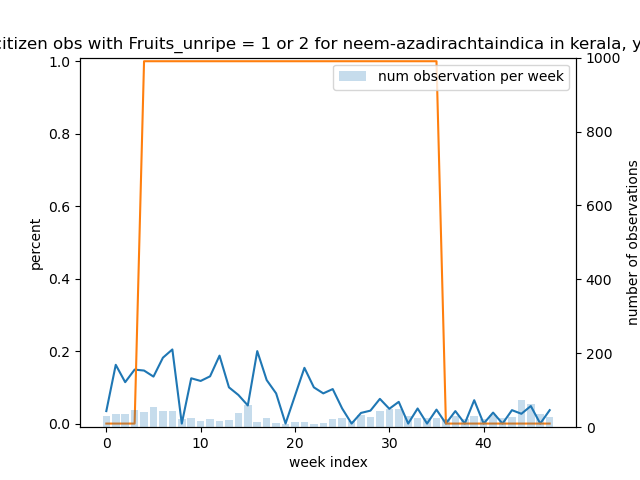 citizen obs with Fruits_unripe = 1 or 2 for neem-azadirachtaindica in kerala, y
num observation per week
1.0
0.8
0.6
0.4
0.2
0.0
percent
1000
800
600
400
200
0
number of observations
0 10 20 30 40
week index